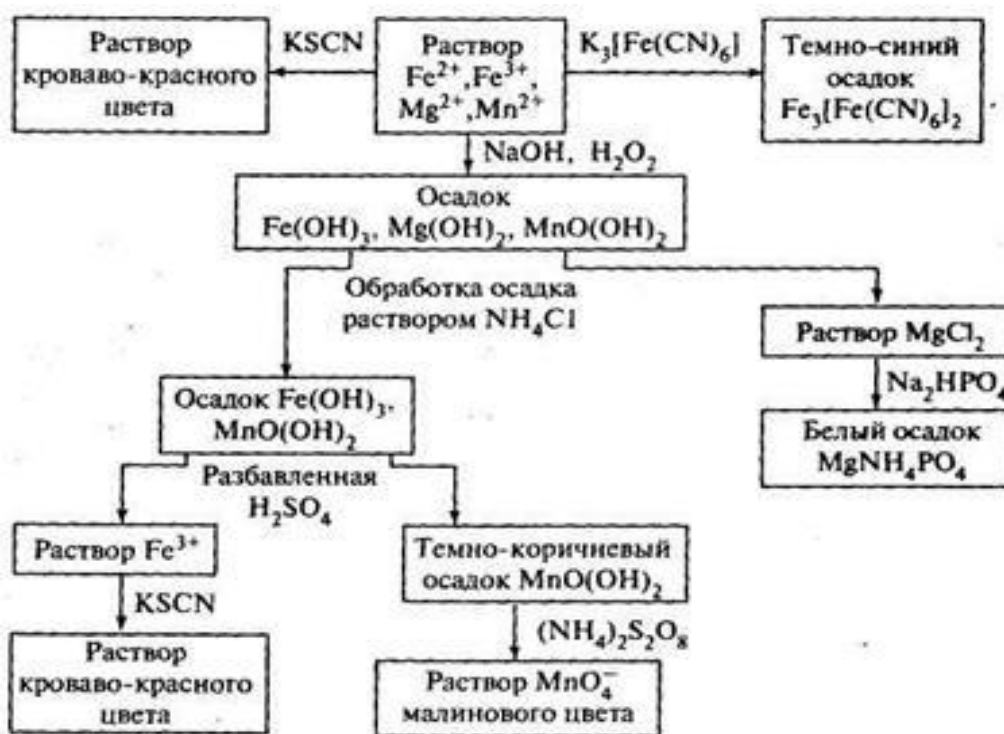 Раствор
кроваво-красного
цвета
KSCN
Раствор
Fe²⁺,Fe³⁺,
Mg²⁺,Mn²⁺
K₃[Fe(CN)₆]
Темно-синий
осадок
Fe₃[Fe(CN)₆]₂
NaOH, H₂O₂
Осадок
Fe(OH)₃, Mg(OH)₂, MnO(OH)₂
Обработка осадка
раствором NH₄Cl
Раствор MgCl₂
Na₂HPO₄
Белый осадок
MgNH₄PO₄
Осадок Fe(OH)₃,
MnO(OH)₂
Разбавленная
H₂SO₄
Раствор Fe³⁺
KSCN
Раствор
кроваво-красного
цвета
Темно-коричневый
осадок MnO(OH)₂
(NH₄)₂S₂O₈
Раствор MnO₄⁻
малинового цвета